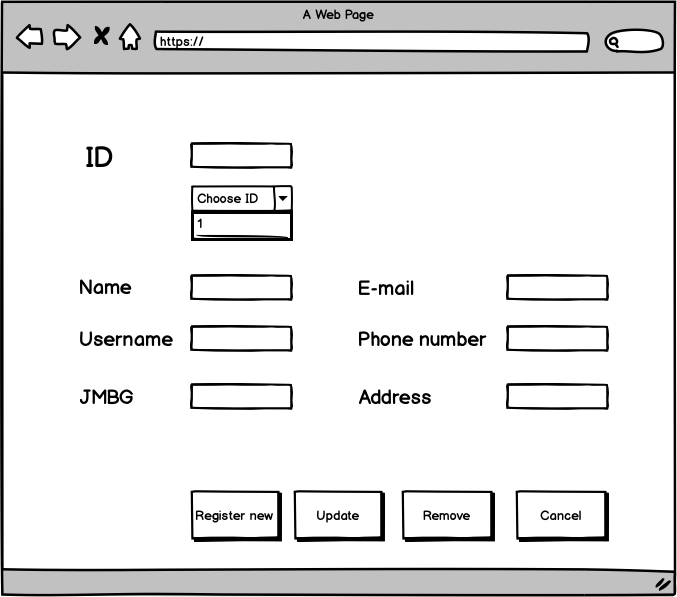 A Web Page
https://
ID
Choose ID
1
Name
E-mail
Username
Phone number
JMBG
Address
Register new
Update
Remove
Cancel